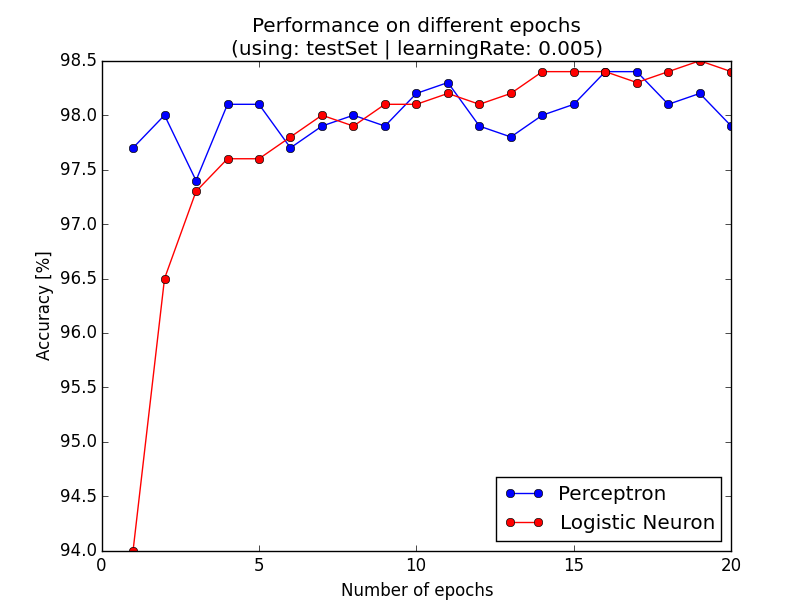 Performance on different epochs
(using: testSet | learningRate: 0.005)
98.5
98.0
97.5
97.0
96.5
96.0
95.5
95.0
94.5
94.0
Accuracy [%]
Perceptron
Logistic Neuron
0 5 10 15 20
Number of epochs